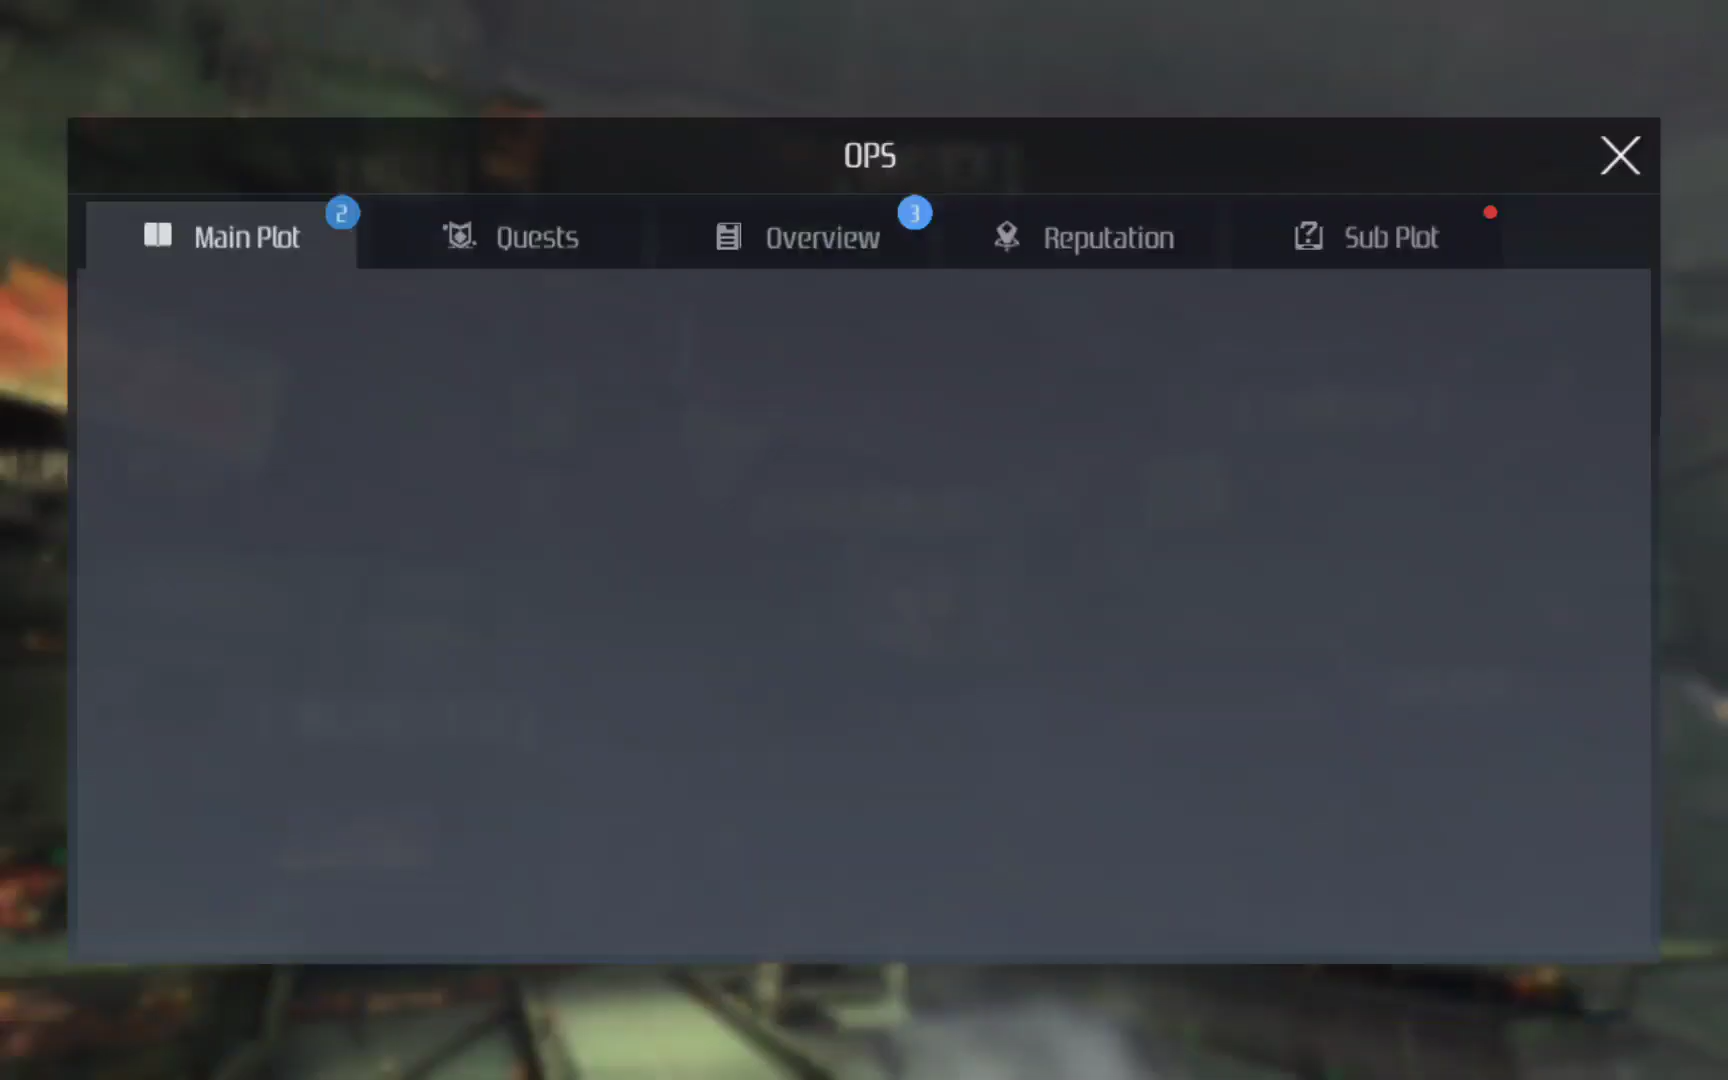 OPS
Main Plot 2
Quests
Overview 3
Reputation
Sub Plot